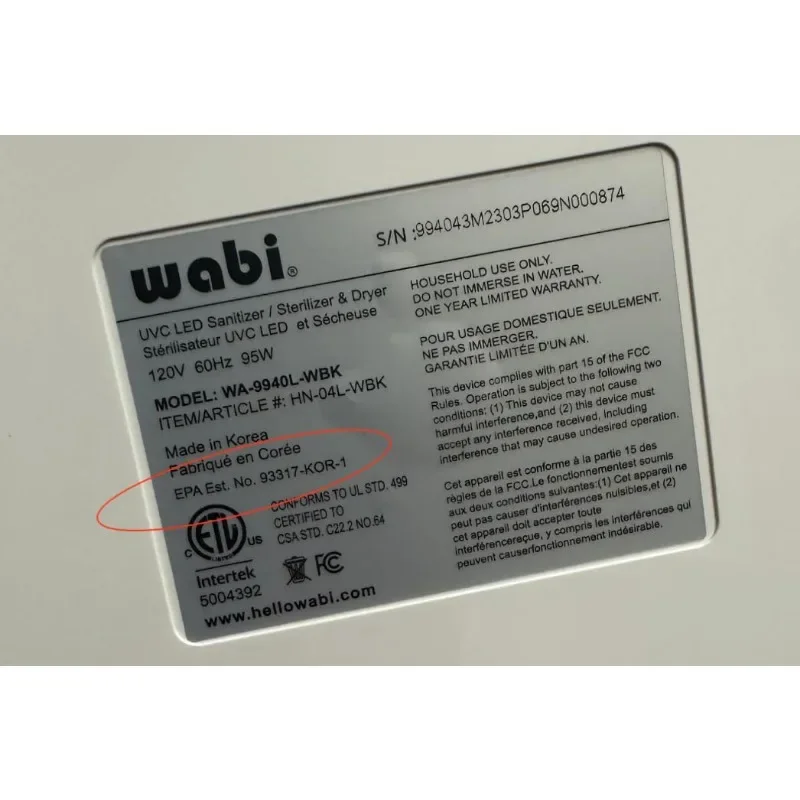 wabi®
S/N :994043M2303P069N000874
UVC LED Sanitizer / Sterilizer & Dryer
Stérilisateur UVC LED et Sécheuse
120V 60Hz 95W
MODEL: WA-9940L-WBK
ITEM/ARTICLE #: HN-04L-WBK
Made in Korea
Fabriqué en Corée
EPA Est. No. 93317-KOR-1
CONFORMS TO UL STD. 499
CERTIFIED TO
CSA STD. C22.2 NO.64
C ETL US
LISTED
Intertek
5004392
FCC
www.hellowabi.com
HOUSEHOLD USE ONLY.
DO NOT IMMERSE IN WATER.
ONE YEAR LIMITED WARRANTY.
POUR USAGE DOMESTIQUE SEULEMENT.
NE PAS IMMERGER.
GARANTIE LIMITÉE D'UN AN.
This device complies with part 15 of the FCC
Rules. Operation is subject to the following two
conditions: (1) This device may not cause
harmful interference,and (2) this device must
accept any interference received, Including
interference that may cause undesired operation.
Cet appareil est conforme à la partie 15 des
règles de la FCC.Le fonctionnementest soumis
aux deux conditions suivantes:(1) Cet appareil ne
peut pas causer d'interférences nuisibles,et (2)
cet appareil doit accepter toute
interférencereçue, y compris les interférences qui
peuvent causerfonctionnement indésirable.